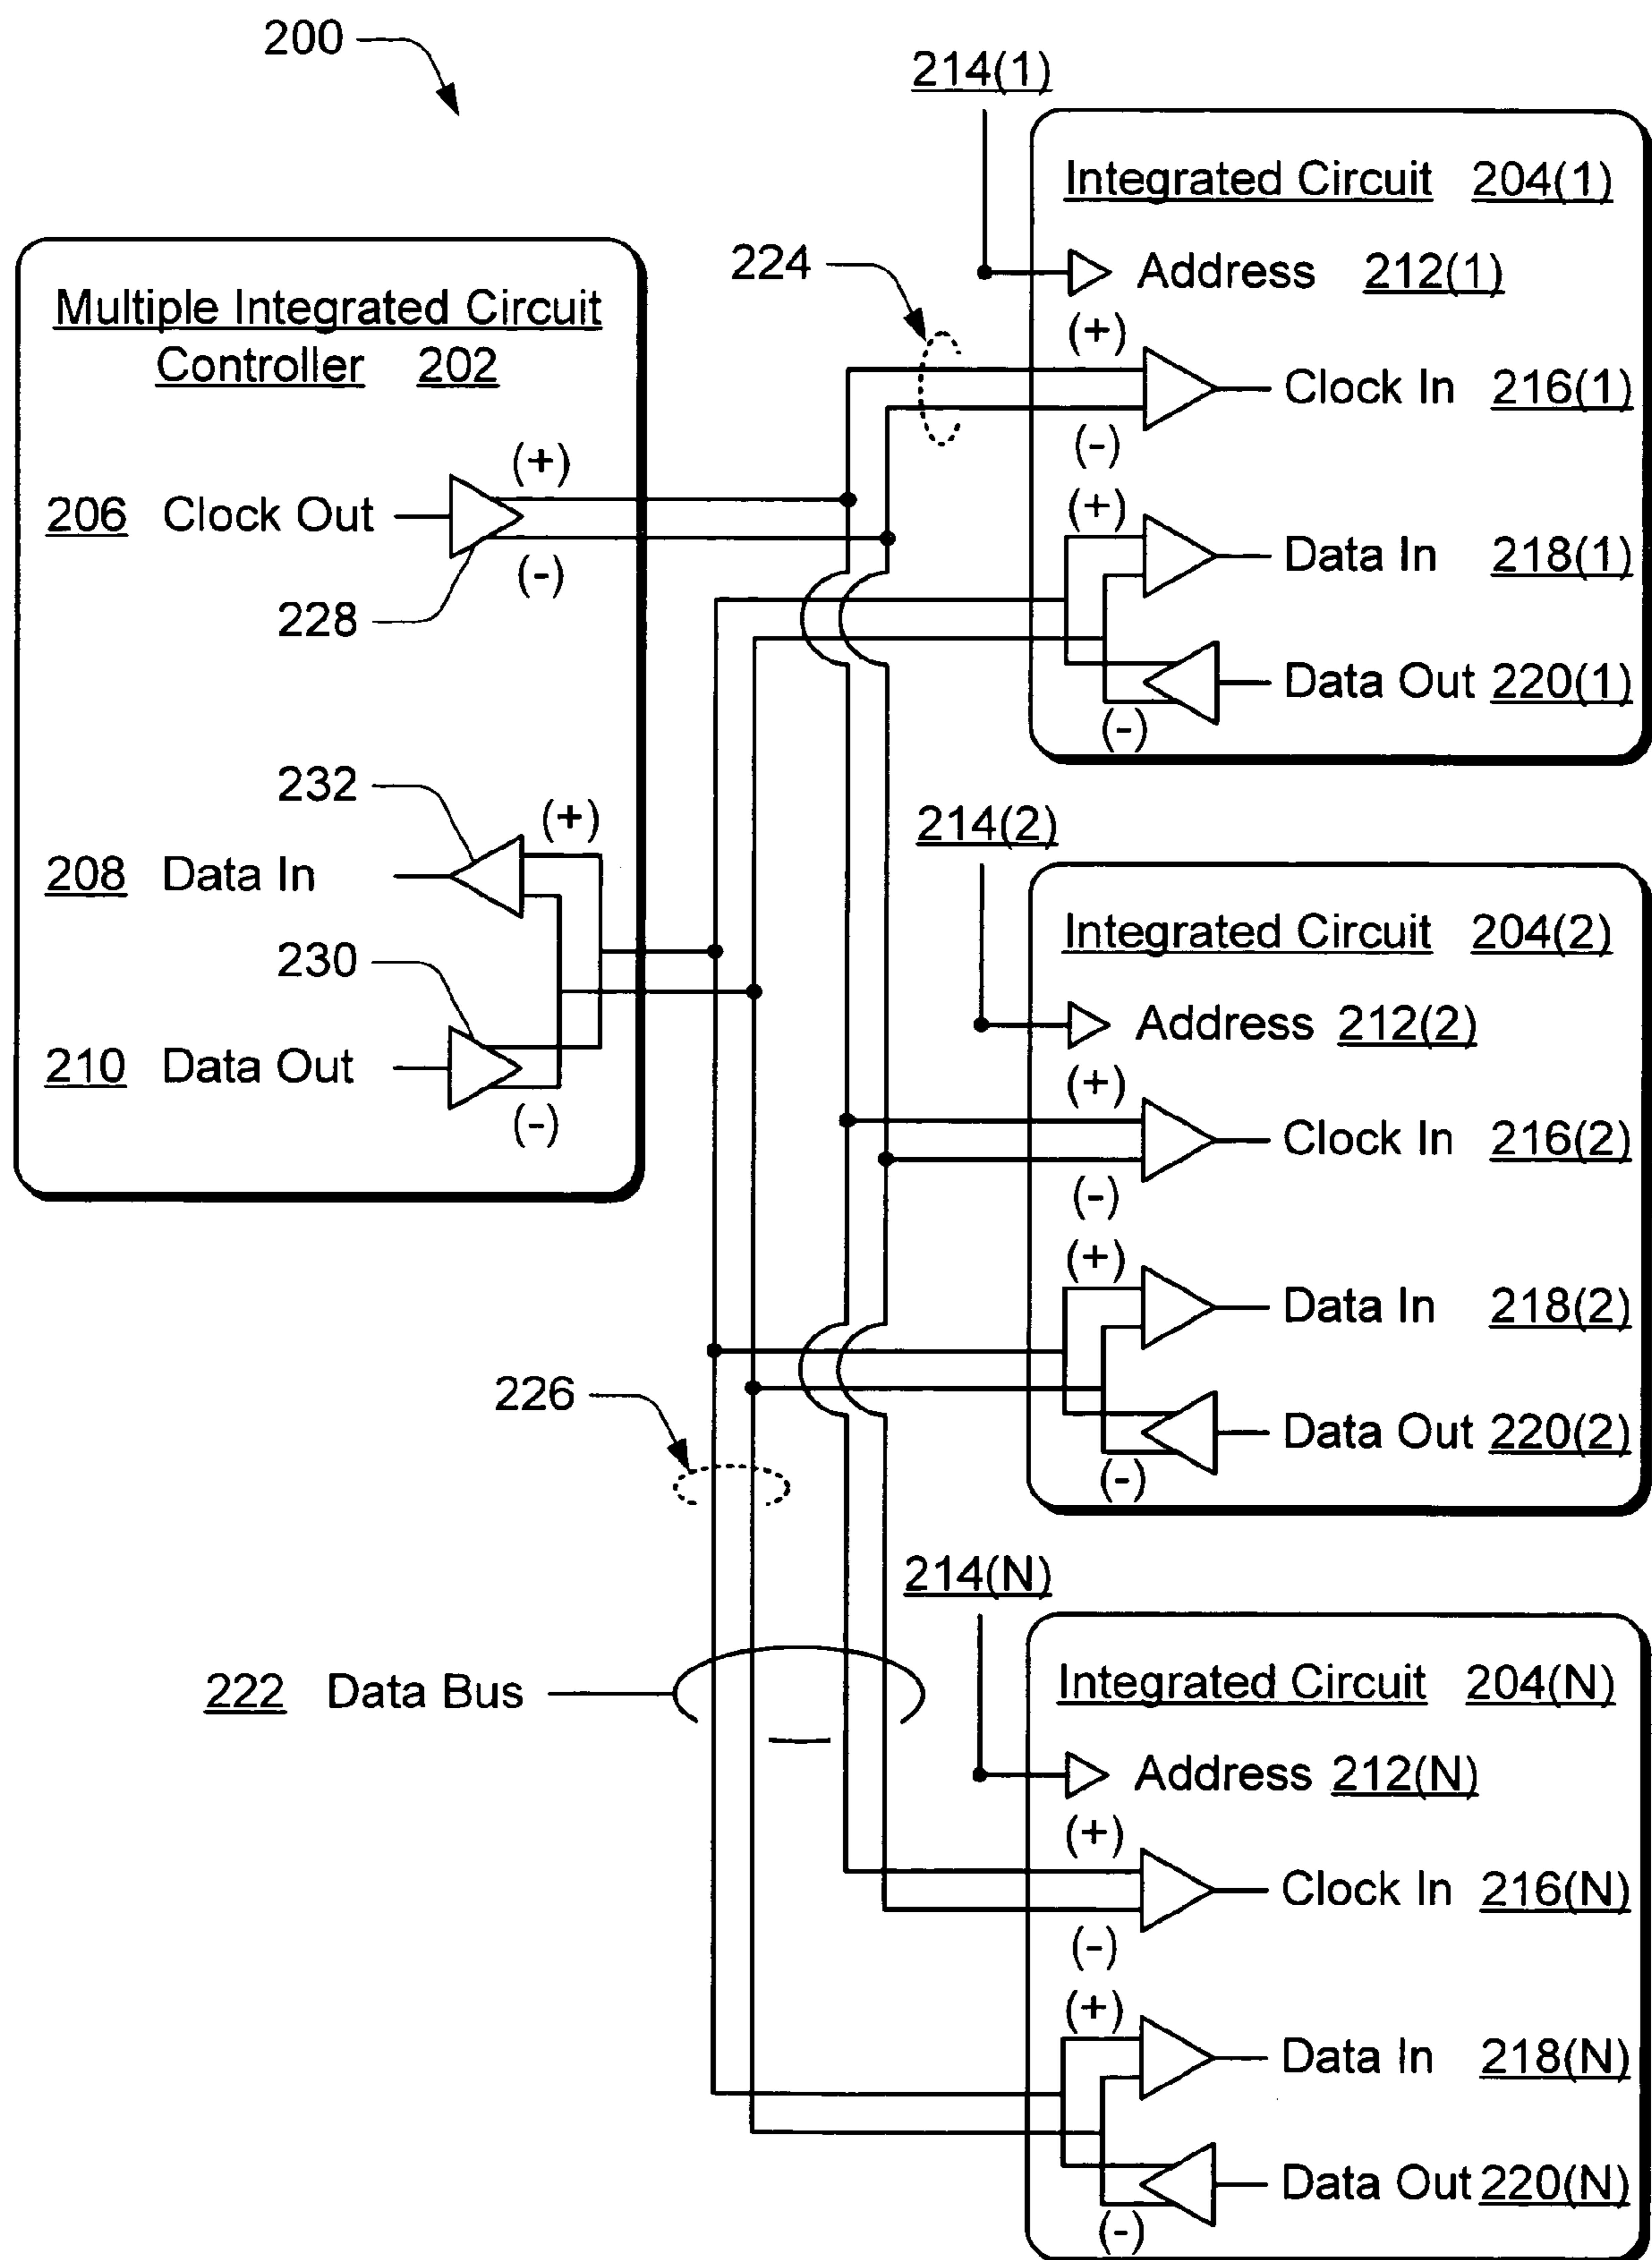 200
Multiple Integrated Circuit
Controller 202
206 Clock Out
(+)
(-)
228
232
(+)
208 Data In
230
210 Data Out
(-)
224
226
222 Data Bus
214(1)
Integrated Circuit 204(1)
Address 212(1)
(+)
Clock In 216(1)
(-)
(+)
Data In 218(1)
Data Out 220(1)
(-)
214(2)
Integrated Circuit 204(2)
Address 212(2)
(+)
Clock In 216(2)
(-)
(+)
Data In 218(2)
Data Out 220(2)
(-)
214(N)
Integrated Circuit 204(N)
Address 212(N)
(+)
Clock In 216(N)
(-)
(+)
Data In 218(N)
Data Out 220(N)
(-)